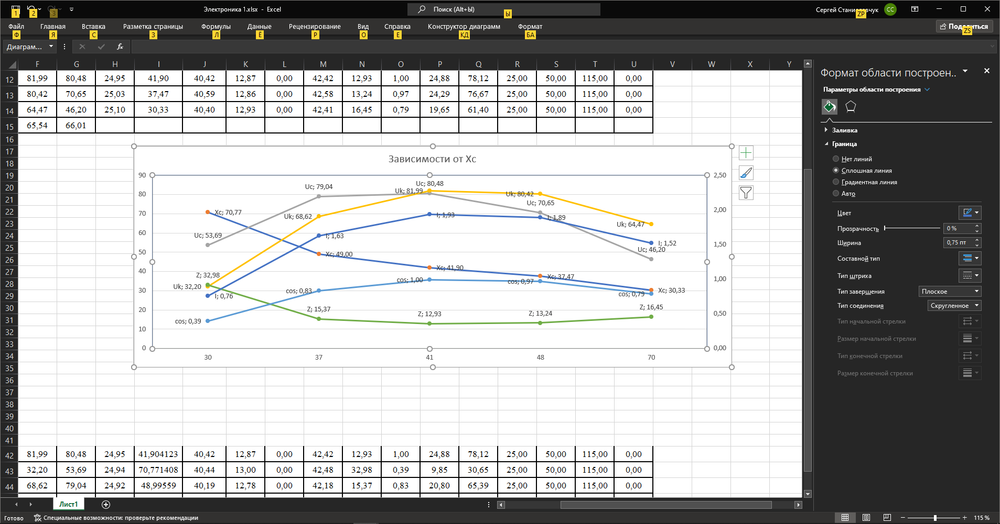 Электроника 1.xlsx - Excel
Поиск (Alt+Ы)
Сергей Станиславчук
СС
1 2 3 Ы ZP
Файл Главная Вставка Разметка страницы Формулы Данные Рецензирование Вид Справка Конструктор диаграмм Формат Поделиться
Ф Я С З Л Ё Р О Е КД БА ZS
Диаграм... fx
F G H I J K L M N O P Q R S T U V W X Y
12 81,99 80,48 24,95 41,90 40,42 12,87 0,00 42,42 12,93 1,00 24,88 78,12 25,00 50,00 115,00 0,00
13 80,42 70,65 25,03 37,47 40,59 12,86 0,00 42,58 13,24 0,97 24,29 76,67 25,00 50,00 115,00 0,00
14 64,47 46,20 25,10 30,33 40,40 12,93 0,00 42,41 16,45 0,79 19,65 61,40 25,00 50,00 115,00 0,00
15 65,54 66,01
16
17
18
19
20
21
22
23
24
25
26
27
28
29
30
31
32
33
34
35
36
37
38
39
40
41
Зависимости от Xc
90
80
70
60
50
40
30
20
10
0
2,50
2,00
1,50
1,00
0,50
0,00
Uc; 53,69
Uc; 79,04
Uc; 80,48
Uc; 70,65
Uc; 46,20
Uk; 32,20
Uk; 68,62
Uk; 81,99
Uk; 80,42
Uk; 64,47
Xc; 70,77
Xc; 49,00
Xc; 41,90
Xc; 37,47
Xc; 30,33
I; 0,76
I; 1,63
I; 1,93
I; 1,89
I; 1,52
cos; 0,39
cos; 0,83
cos; 1,00
cos; 0,97
cos; 0,79
Z; 32,98
Z; 15,37
Z; 12,93
Z; 13,24
Z; 16,45
30 37 41 48 70
42 81,99 80,48 24,95 41,904123 40,42 12,87 0,00 42,42 12,93 1,00 24,88 78,12 25,00 50,00 115,00 0,00
43 32,20 53,69 24,94 70,771408 40,44 13,00 0,00 42,48 32,98 0,39 9,85 30,65 25,00 50,00 115,00 0,00
44 68,62 79,04 24,92 48,99559 40,19 12,78 0,00 42,18 15,37 0,83 20,80 65,39 25,00 50,00 115,00 0,00
Формат области построен..
Параметры области построения
Заливка
Граница
Нет линий
Сплошная линия
Градиентная линия
Авто
Цвет
Прозрачность 0 %
Ширина 0,75 пт
Составной тип
Тип штриха
Тип завершения Плоское
Тип соединения Скругленное
Тип начальной стрелки
Размер начальной стрелки
Тип конечной стрелки
Размер конечной стрелки
Лист1
Готово
Специальные возможности: проверьте рекомендации
115 %